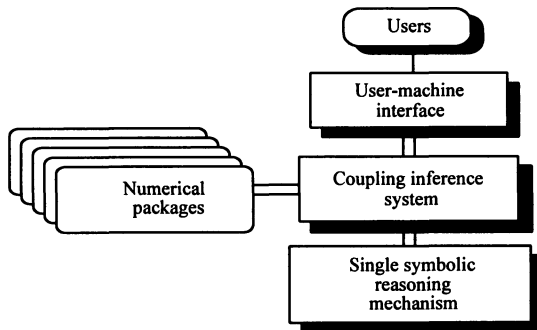 Users
User-machine
interface
Numerical
packages
Coupling inference
system
Single symbolic
reasoning
mechanism